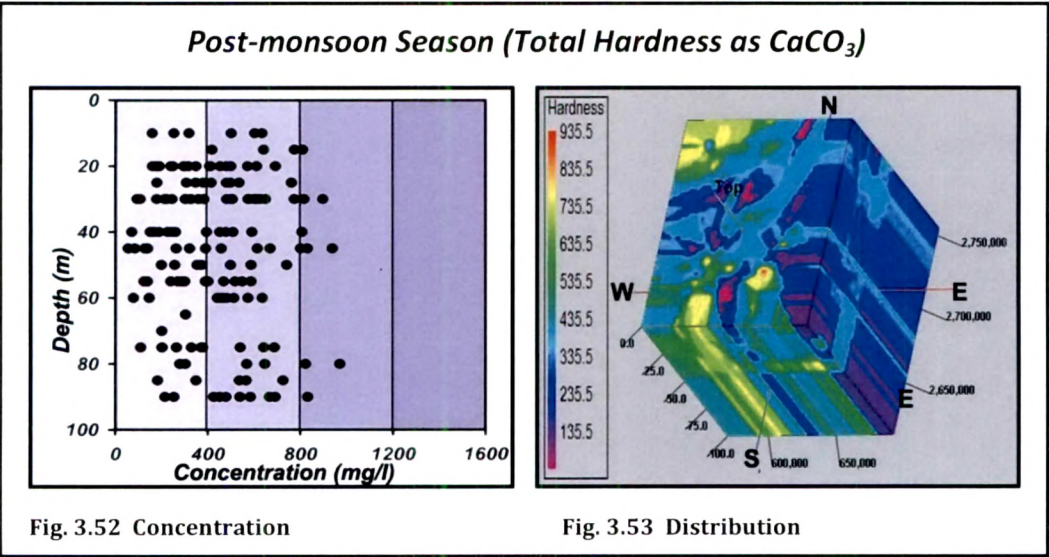 Post-monsoon Season (Total Hardness as CaCO₃)
0
20
40
60
80
100
Depth (m)
0 400 800 1200 1600
Concentration (mg/l)
Fig. 3.52 Concentration
Hardness
935.5
835.5
735.5
635.5
535.5
435.5
335.5
235.5
135.5
N
Top
W
E
E
S
2,750,000
2,700,000
2,650,000
0.0
-25.0
-50.0
-75.0
-100.0
600,000
650,000
Fig. 3.53 Distribution